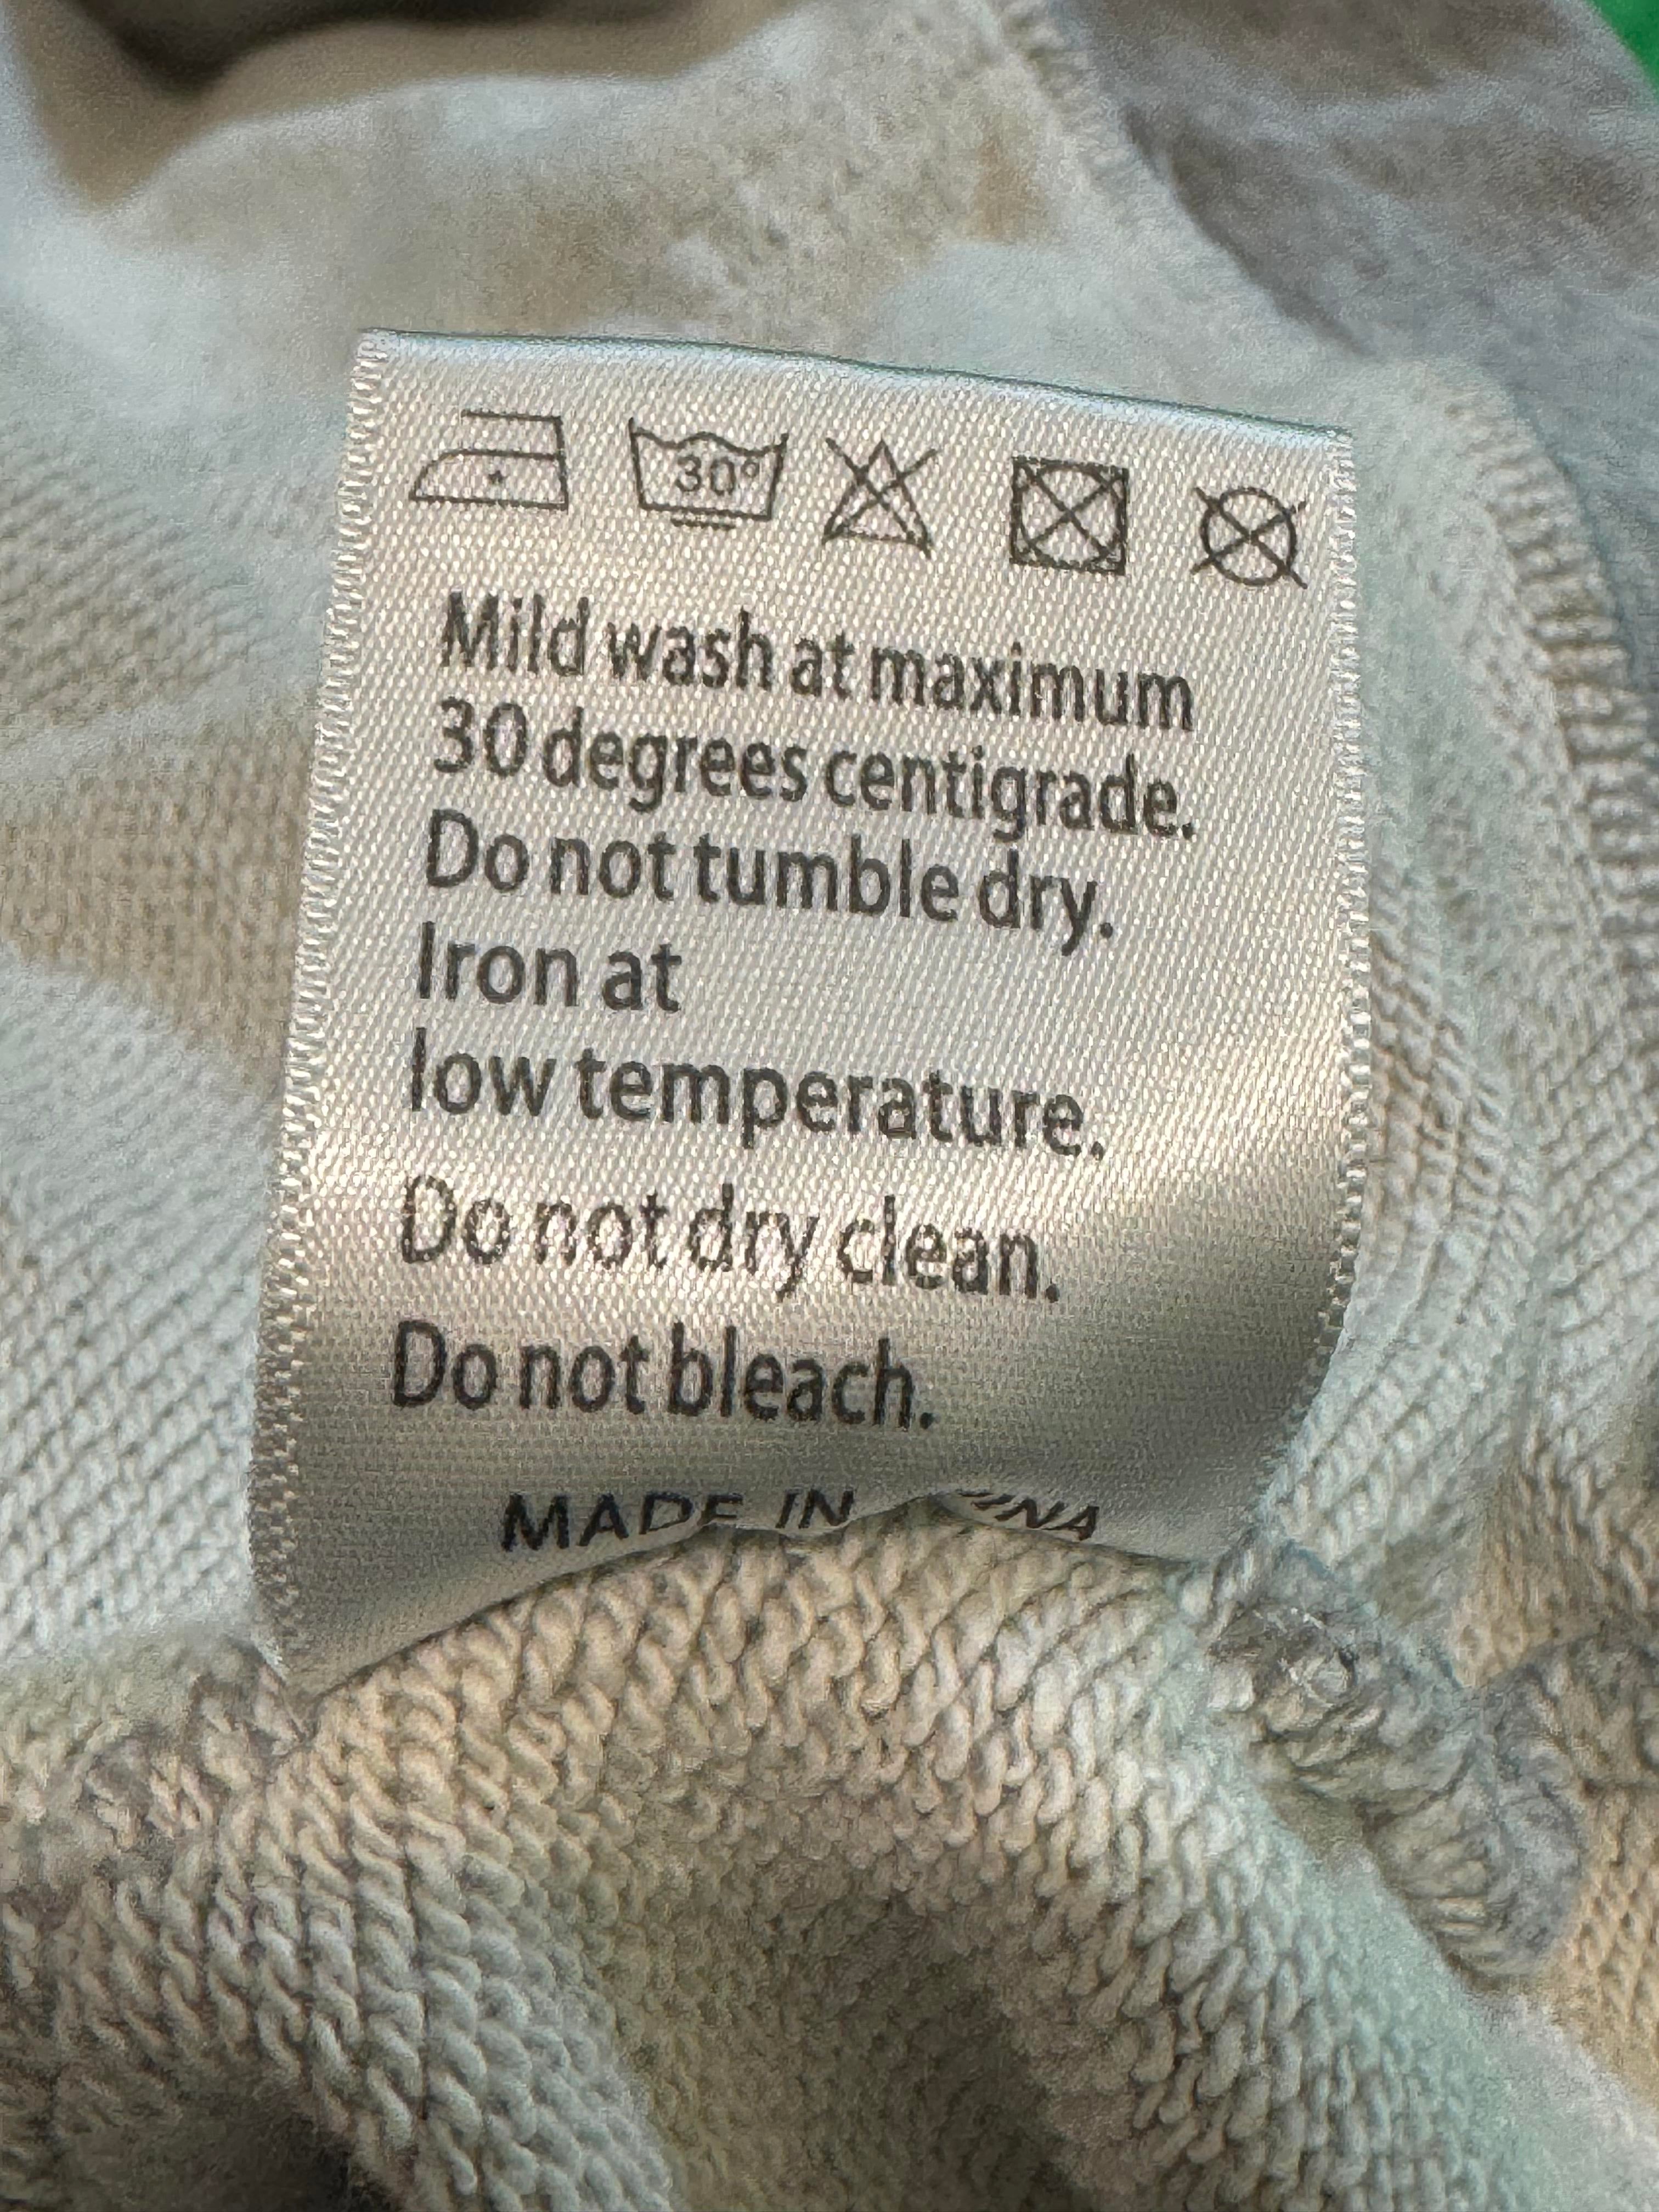 30°
Mild wash at maximum
30 degrees centigrade.
Do not tumble dry.
Iron at
low temperature.
Do not dry clean.
Do not bleach.
MADE IN